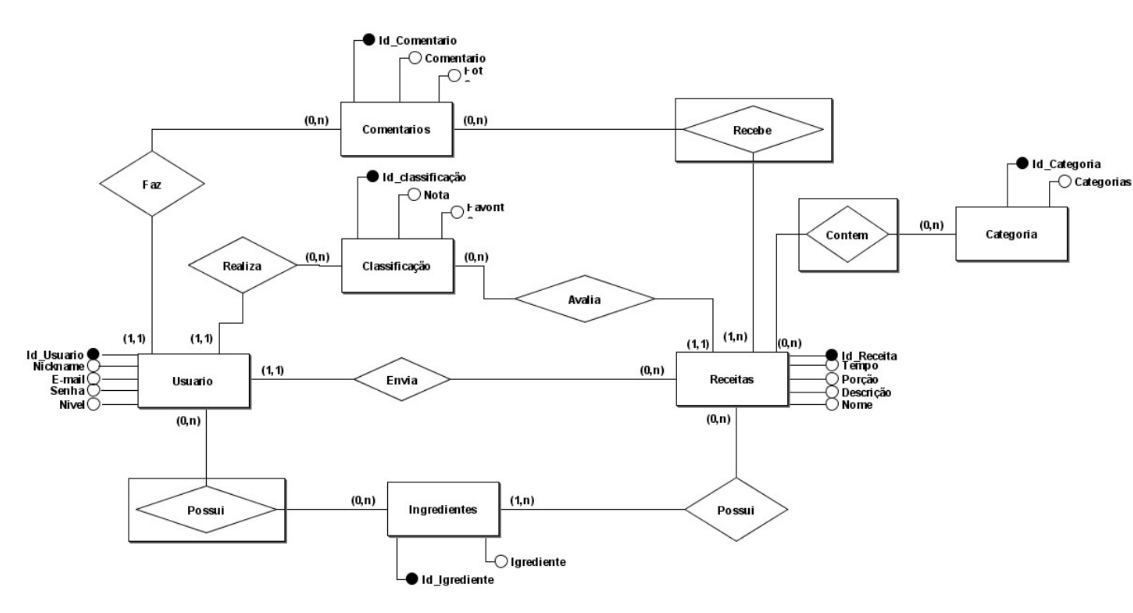 Id_Comentario
Comentario
(0,n)
Comentarios
(0,n)
Recebe
Faz
Id_classificação
Nota
Id_Categoria
Categorias
Realiza
(0,n)
Classificação
(0,n)
Contem
(0,n)
Categoria
Avalia
(1,1)
(1,1)
(1,1)
(1,n)
(0,n)
Id_Usuario
Nickname
E-mail
Senha
Nivel
Usuario
(1,1)
Envia
(0,n)
Receitas
Id_Receita
Tempo
Porção
Descrição
Nome
(0,n)
(0,n)
Possui
(0,n)
Ingredientes
(1,n)
Possui
Igrediente
Id_Igrediente